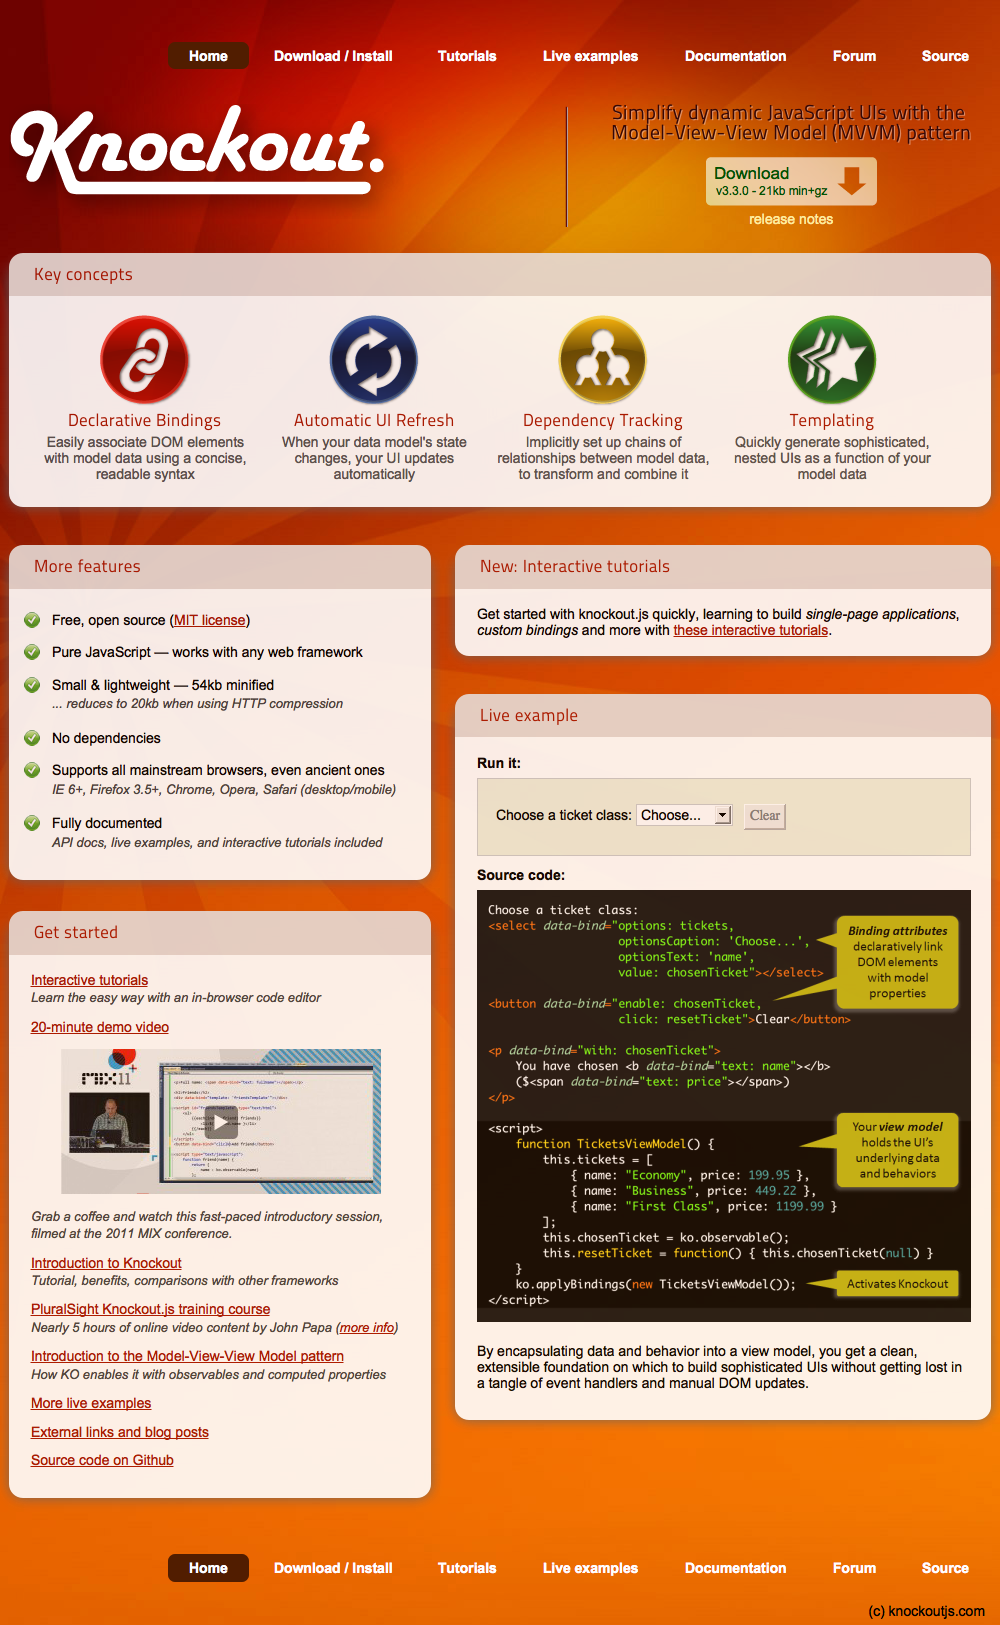 Home Download / Install Tutorials Live examples Documentation Forum Source
Knockout.
Simplify dynamic JavaScript UIs with the
Model-View-View Model (MVVM) pattern
Download
v3.3.0 - 21kb min+gz
release notes
Key concepts
Declarative Bindings
Easily associate DOM elements
with model data using a concise,
readable syntax
Automatic UI Refresh
When your data model's state
changes, your UI updates
automatically
Dependency Tracking
Implicitly set up chains of
relationships between model data,
to transform and combine it
Templating
Quickly generate sophisticated,
nested UIs as a function of your
model data
More features
Free, open source (MIT license)
Pure JavaScript — works with any web framework
Small & lightweight — 54kb minified
... reduces to 20kb when using HTTP compression
No dependencies
Supports all mainstream browsers, even ancient ones
IE 6+, Firefox 3.5+, Chrome, Opera, Safari (desktop/mobile)
Fully documented
API docs, live examples, and interactive tutorials included
Get started
Interactive tutorials
Learn the easy way with an in-browser code editor
20-minute demo video
MIX11
Grab a coffee and watch this fast-paced introductory session,
filmed at the 2011 MIX conference.
Introduction to Knockout
Tutorial, benefits, comparisons with other frameworks
PluralSight Knockout.js training course
Nearly 5 hours of online video content by John Papa (more info)
Introduction to the Model-View-View Model pattern
How KO enables it with observables and computed properties
More live examples
External links and blog posts
Source code on Github
New: Interactive tutorials
Get started with knockout.js quickly, learning to build single-page applications,
custom bindings and more with these interactive tutorials.
Live example
Run it:
Choose a ticket class: Choose... Clear
Source code:
Choose a ticket class:
<select data-bind="options: tickets,
optionsCaption: 'Choose...',
optionsText: 'name',
value: chosenTicket"></select>
<button data-bind="enable: chosenTicket,
click: resetTicket">Clear</button>
<p data-bind="with: chosenTicket">
You have chosen <b data-bind="text: name"></b>
($<span data-bind="text: price"></span>)
</p>
<script>
function TicketsViewModel() {
this.tickets = [
{ name: "Economy", price: 199.95 },
{ name: "Business", price: 449.22 },
{ name: "First Class", price: 1199.99 }
];
this.chosenTicket = ko.observable();
this.resetTicket = function() { this.chosenTicket(null) }
}
ko.applyBindings(new TicketsViewModel());
</script>
Binding attributes
declaratively link
DOM elements
with model
properties
Your view model
holds the UI's
underlying data
and behaviors
Activates Knockout
By encapsulating data and behavior into a view model, you get a clean,
extensible foundation on which to build sophisticated UIs without getting lost in
a tangle of event handlers and manual DOM updates.
Home Download / Install Tutorials Live examples Documentation Forum Source
(c) knockoutjs.com